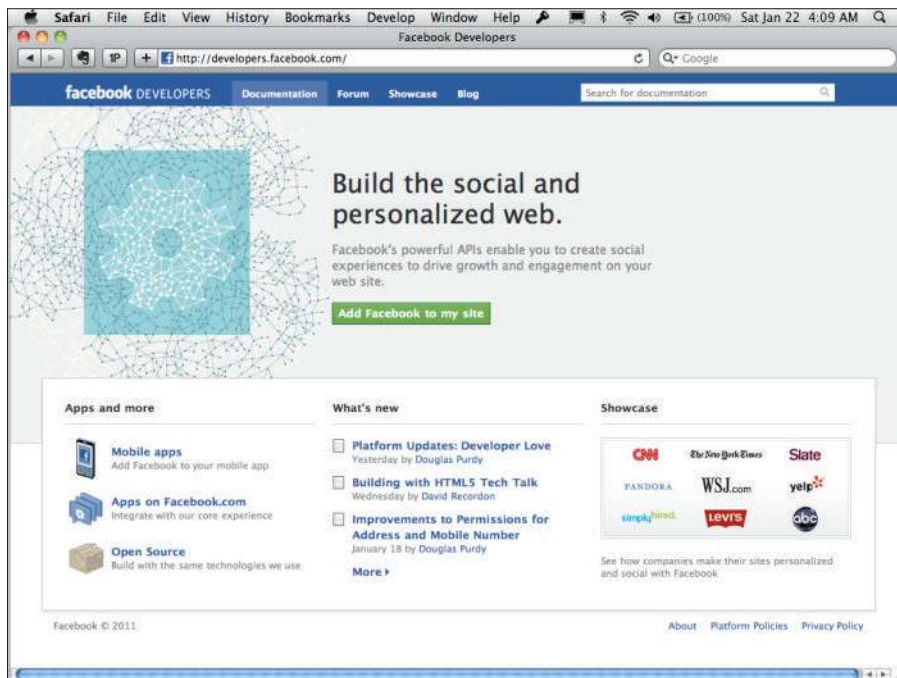 Safari File Edit View History Bookmarks Develop Window Help (100%) Sat Jan 22 4:09 AM
Facebook Developers
1P + http://developers.facebook.com/ Google
facebook DEVELOPERS Documentation Forum Showcase Blog Search for documentation
Build the social and
personalized web.
Facebook's powerful APIs enable you to create social
experiences to drive growth and engagement on your
web site.
Add Facebook to my site
Apps and more
Mobile apps
Add Facebook to your mobile app
Apps on Facebook.com
Integrate with our core experience
Open Source
Build with the same technologies we use
What's new
Platform Updates: Developer Love
Yesterday by Douglas Purdy
Building with HTML5 Tech Talk
Wednesday by David Recordon
Improvements to Permissions for
Address and Mobile Number
January 18 by Douglas Purdy
More
Showcase
CNN The New York Times Slate
PANDORA WSJ.com yelp
simplyhired. LEVI'S abc
See how companies make their sites personalized
and social with Facebook
Facebook © 2011 About Platform Policies Privacy Policy